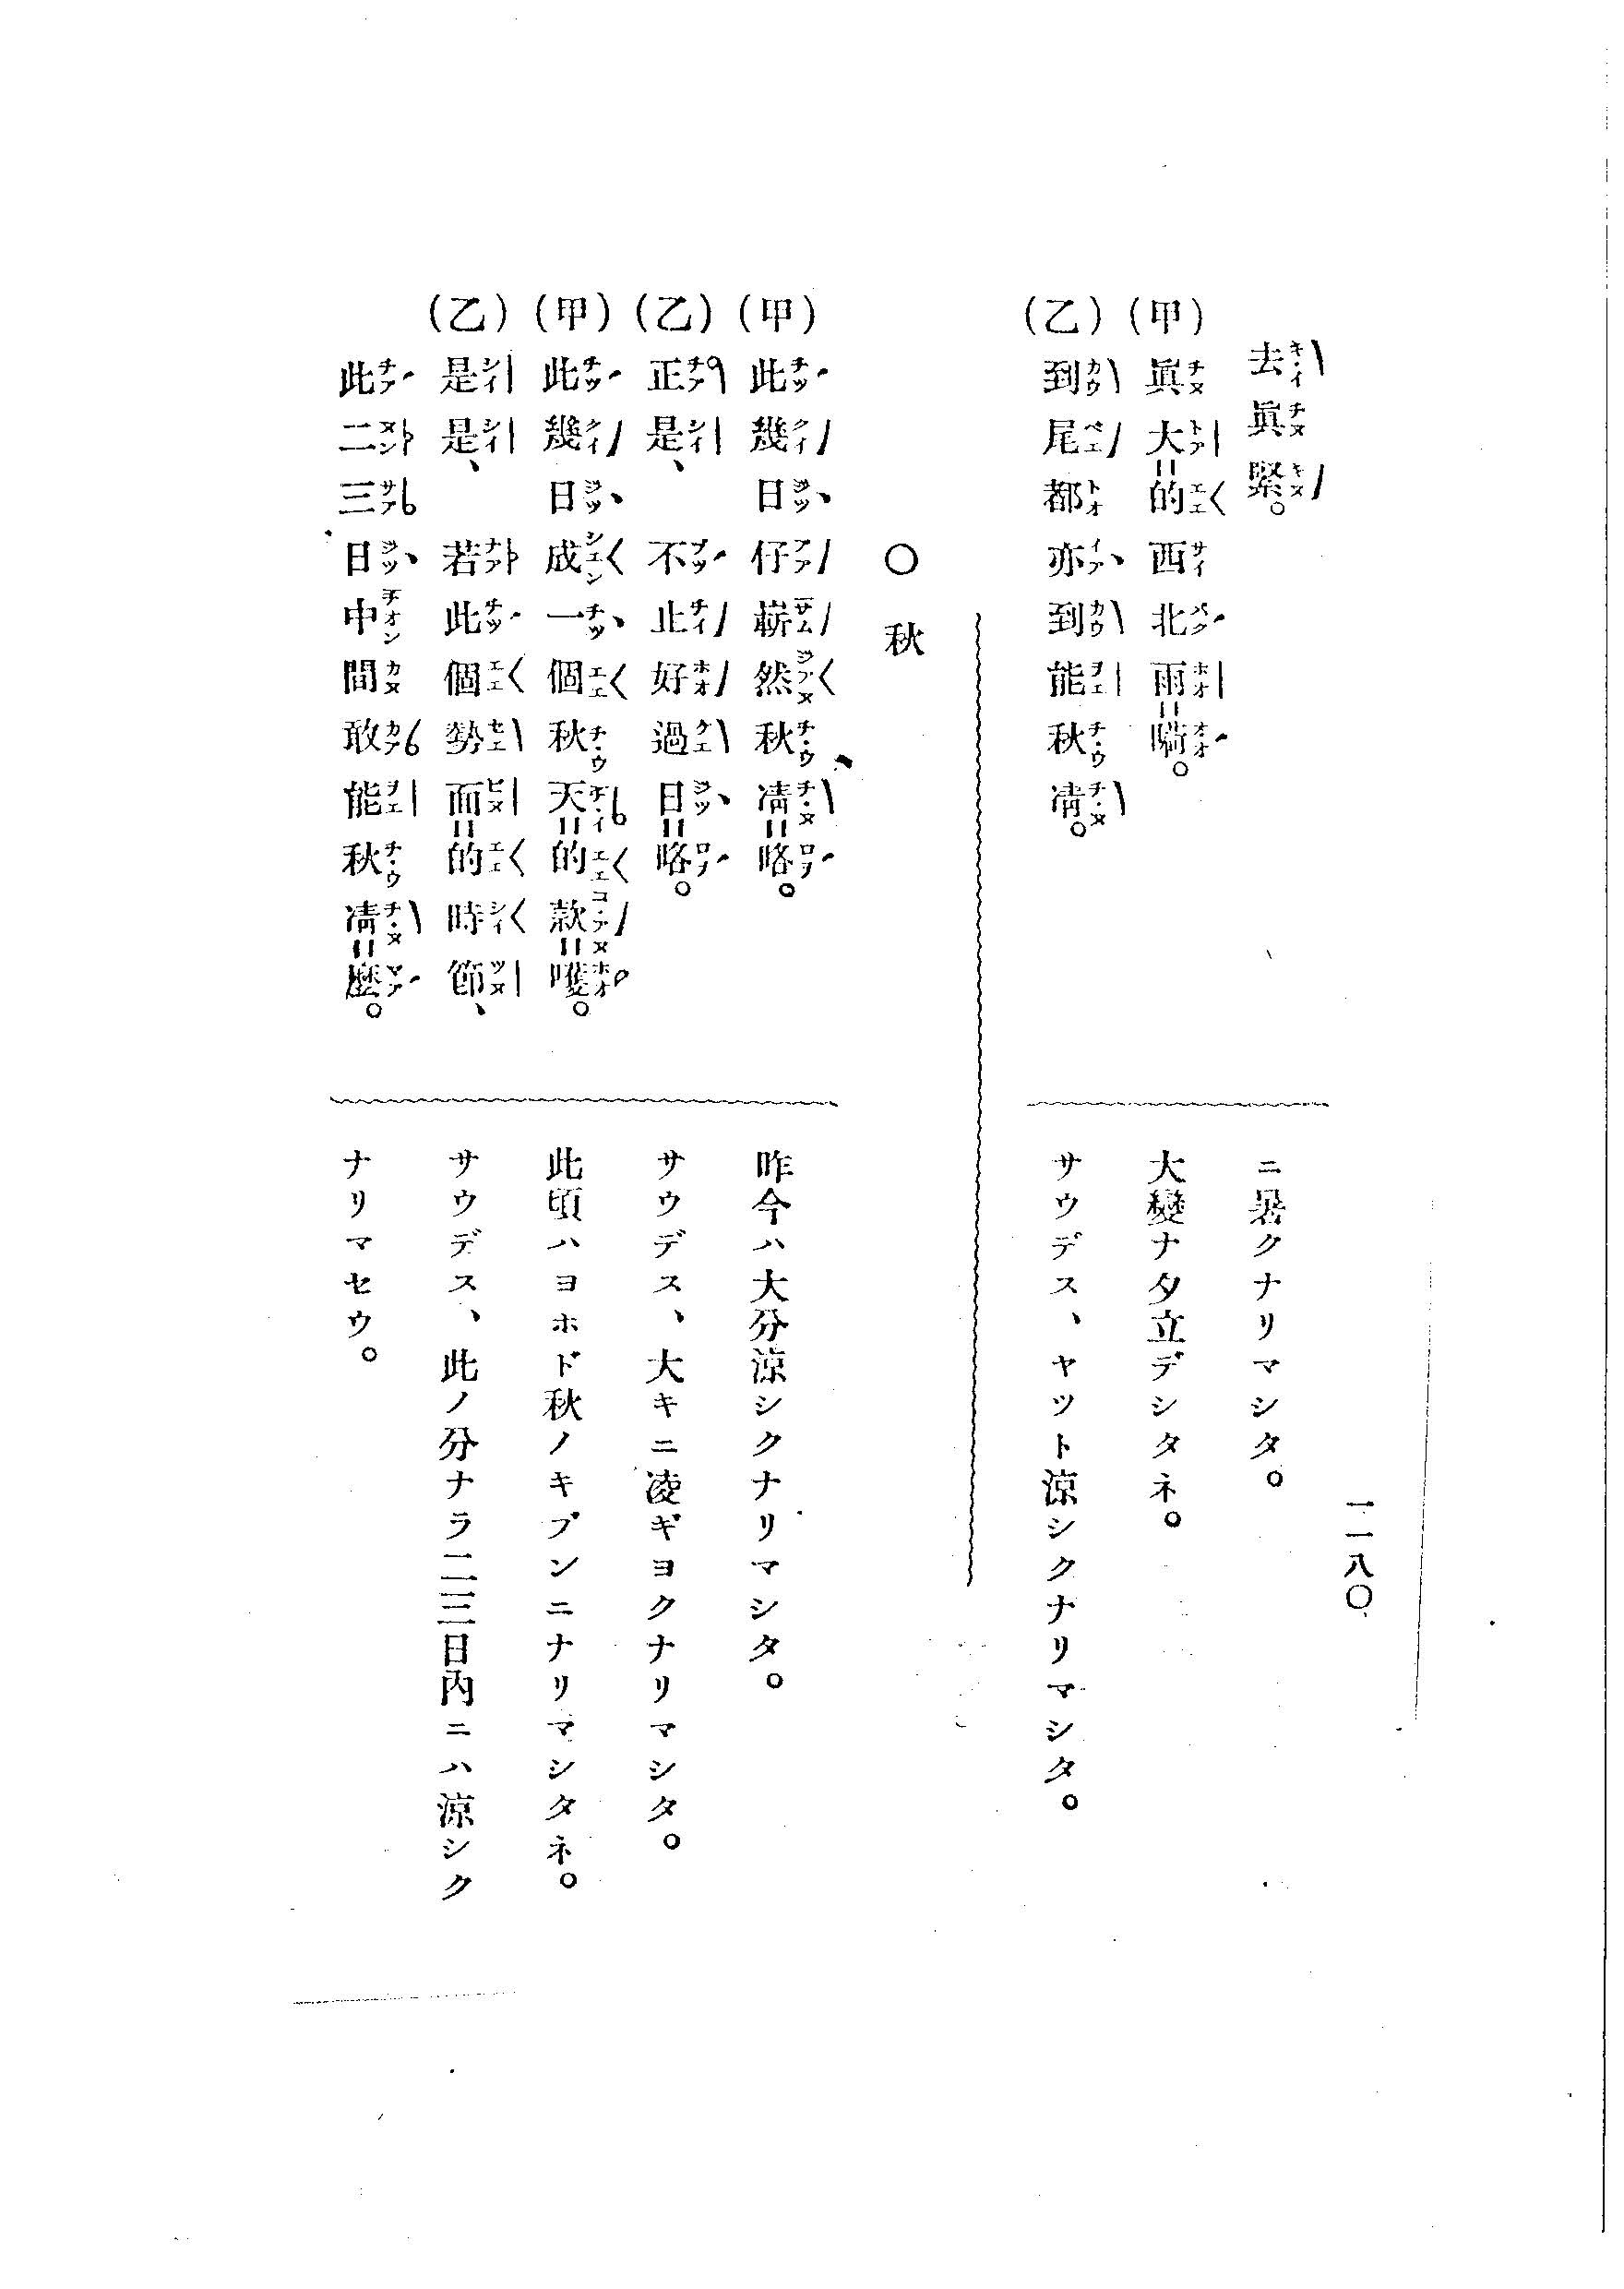 一一八〇
去眞緊。
ニ暑クナリマシタ。
(甲)眞大=的西北雨=𫝛。
大變ナ夕立デシタネ。
(乙)到尾都亦到能秋凊。
サウデス、ヤツト涼シクナリマシタ。
〇秋
(甲)此幾日仔嶄然秋凊=咯。
昨今ハ大分涼シクナリマシタ。
(乙)正是、不止好過日=咯。
サウデス、大キニ凌ギヨクナリマシタ。
(甲)此幾日成一個秋天=的款=嚄。
此頃ハヨホド秋ノキブンニナリマシタネ。
(乙)是是、若此個勢面=的時節、
サウデス、此ノ分ナラ二三日內ニハ涼シク
此二三日中間敢能秋凊=麼。
ナリマセウ。